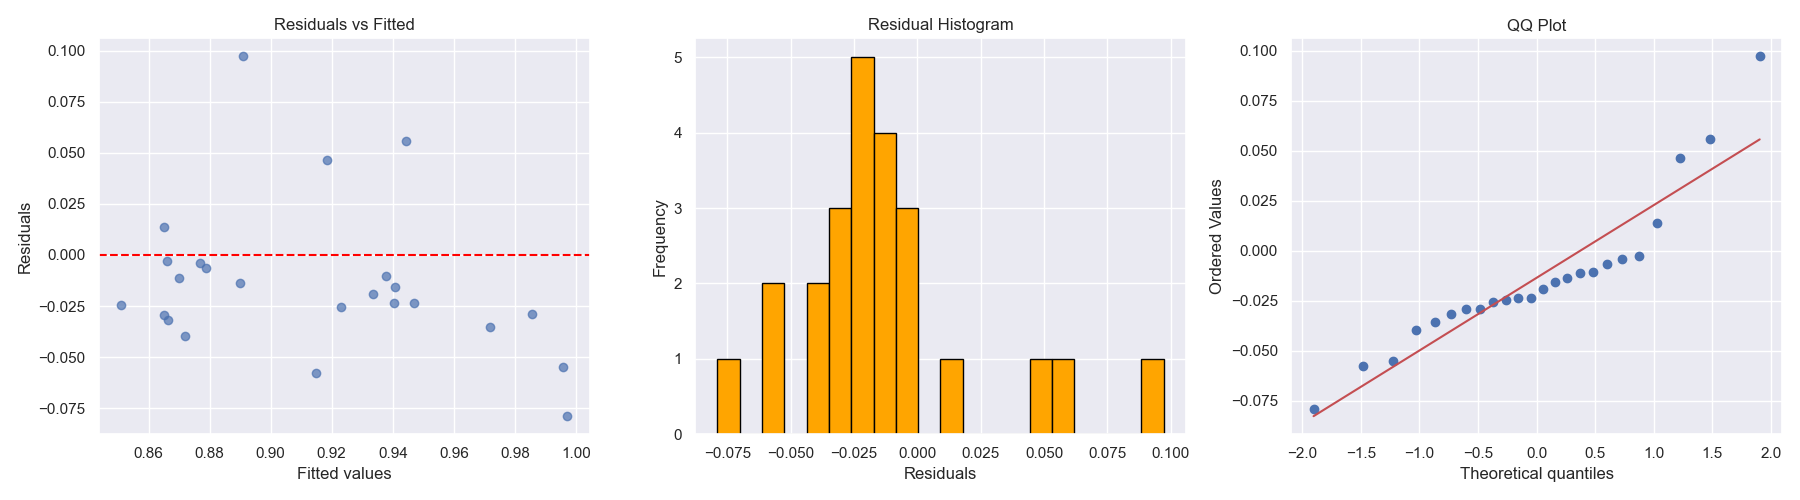 Residuals vs Fitted
0.100
0.075
0.050
0.025
0.000
−0.025
−0.050
−0.075
Residuals
0.86 0.88 0.90 0.92 0.94 0.96 0.98 1.00
Fitted values
Residual Histogram
5
4
3
2
1
0
Frequency
−0.075 −0.050 −0.025 0.000 0.025 0.050 0.075 0.100
Residuals
QQ Plot
0.100
0.075
0.050
0.025
0.000
−0.025
−0.050
−0.075
Ordered Values
−2.0 −1.5 −1.0 −0.5 0.0 0.5 1.0 1.5 2.0
Theoretical quantiles